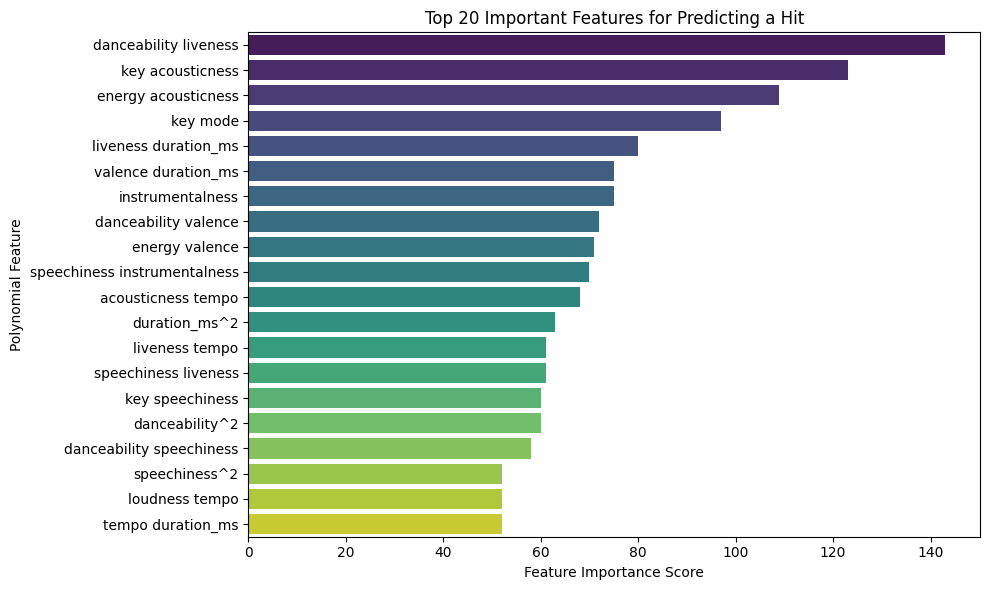 Top 20 Important Features for Predicting a Hit
Polynomial Feature
danceability liveness
key acousticness
energy acousticness
key mode
liveness duration_ms
valence duration_ms
instrumentalness
danceability valence
energy valence
speechiness instrumentalness
acousticness tempo
duration_ms^2
liveness tempo
speechiness liveness
key speechiness
danceability^2
danceability speechiness
speechiness^2
loudness tempo
tempo duration_ms
0 20 40 60 80 100 120 140
Feature Importance Score